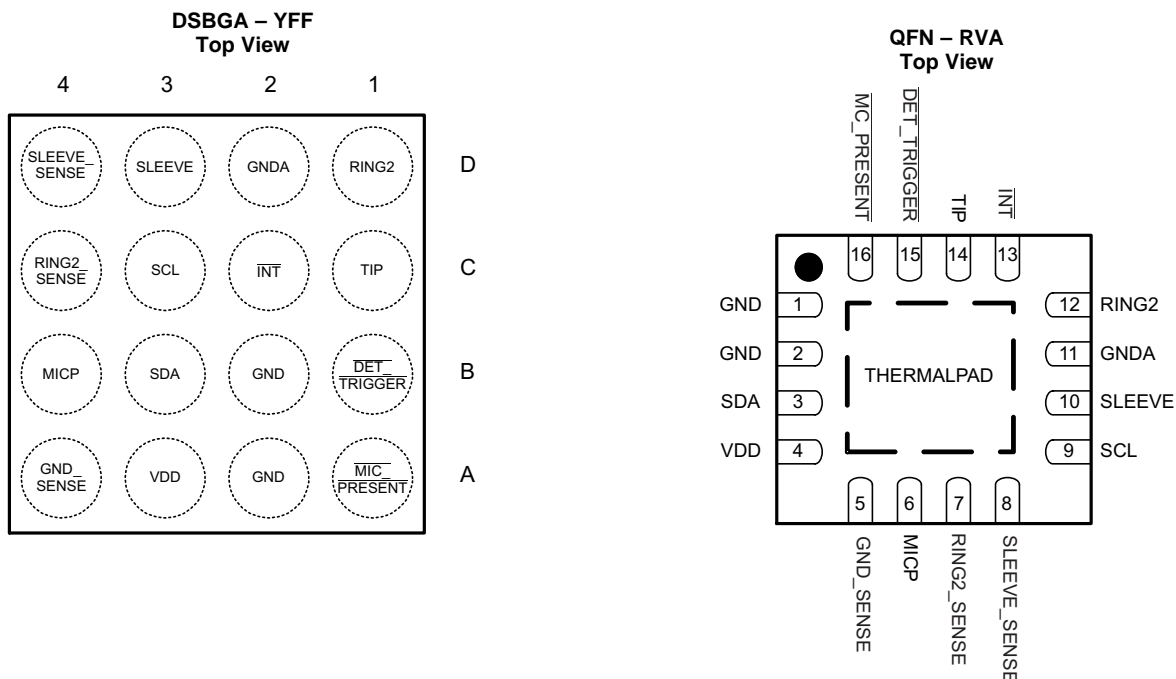 DSBGA – YFF
Top View
4 3 2 1
SLEEVE_
SENSE
SLEEVE
GNDA
RING2
D
RING2_
SENSE
SCL
INT
TIP
C
MICP
SDA
GND
DET_
TRIGGER
B
GND_
SENSE
VDD
GND
MIC_
PRESENT
A
QFN – RVA
Top View
MC_PRESENT
DET_TRIGGER
TIP
INT
16 15 14 13
GND 1
GND 2
SDA 3
VDD 4
THERMALPAD
12 RING2
11 GNDA
10 SLEEVE
9 SCL
5 6 7 8
GND_SENSE
MICP
RING2_SENSE
SLEEVE_SENSE